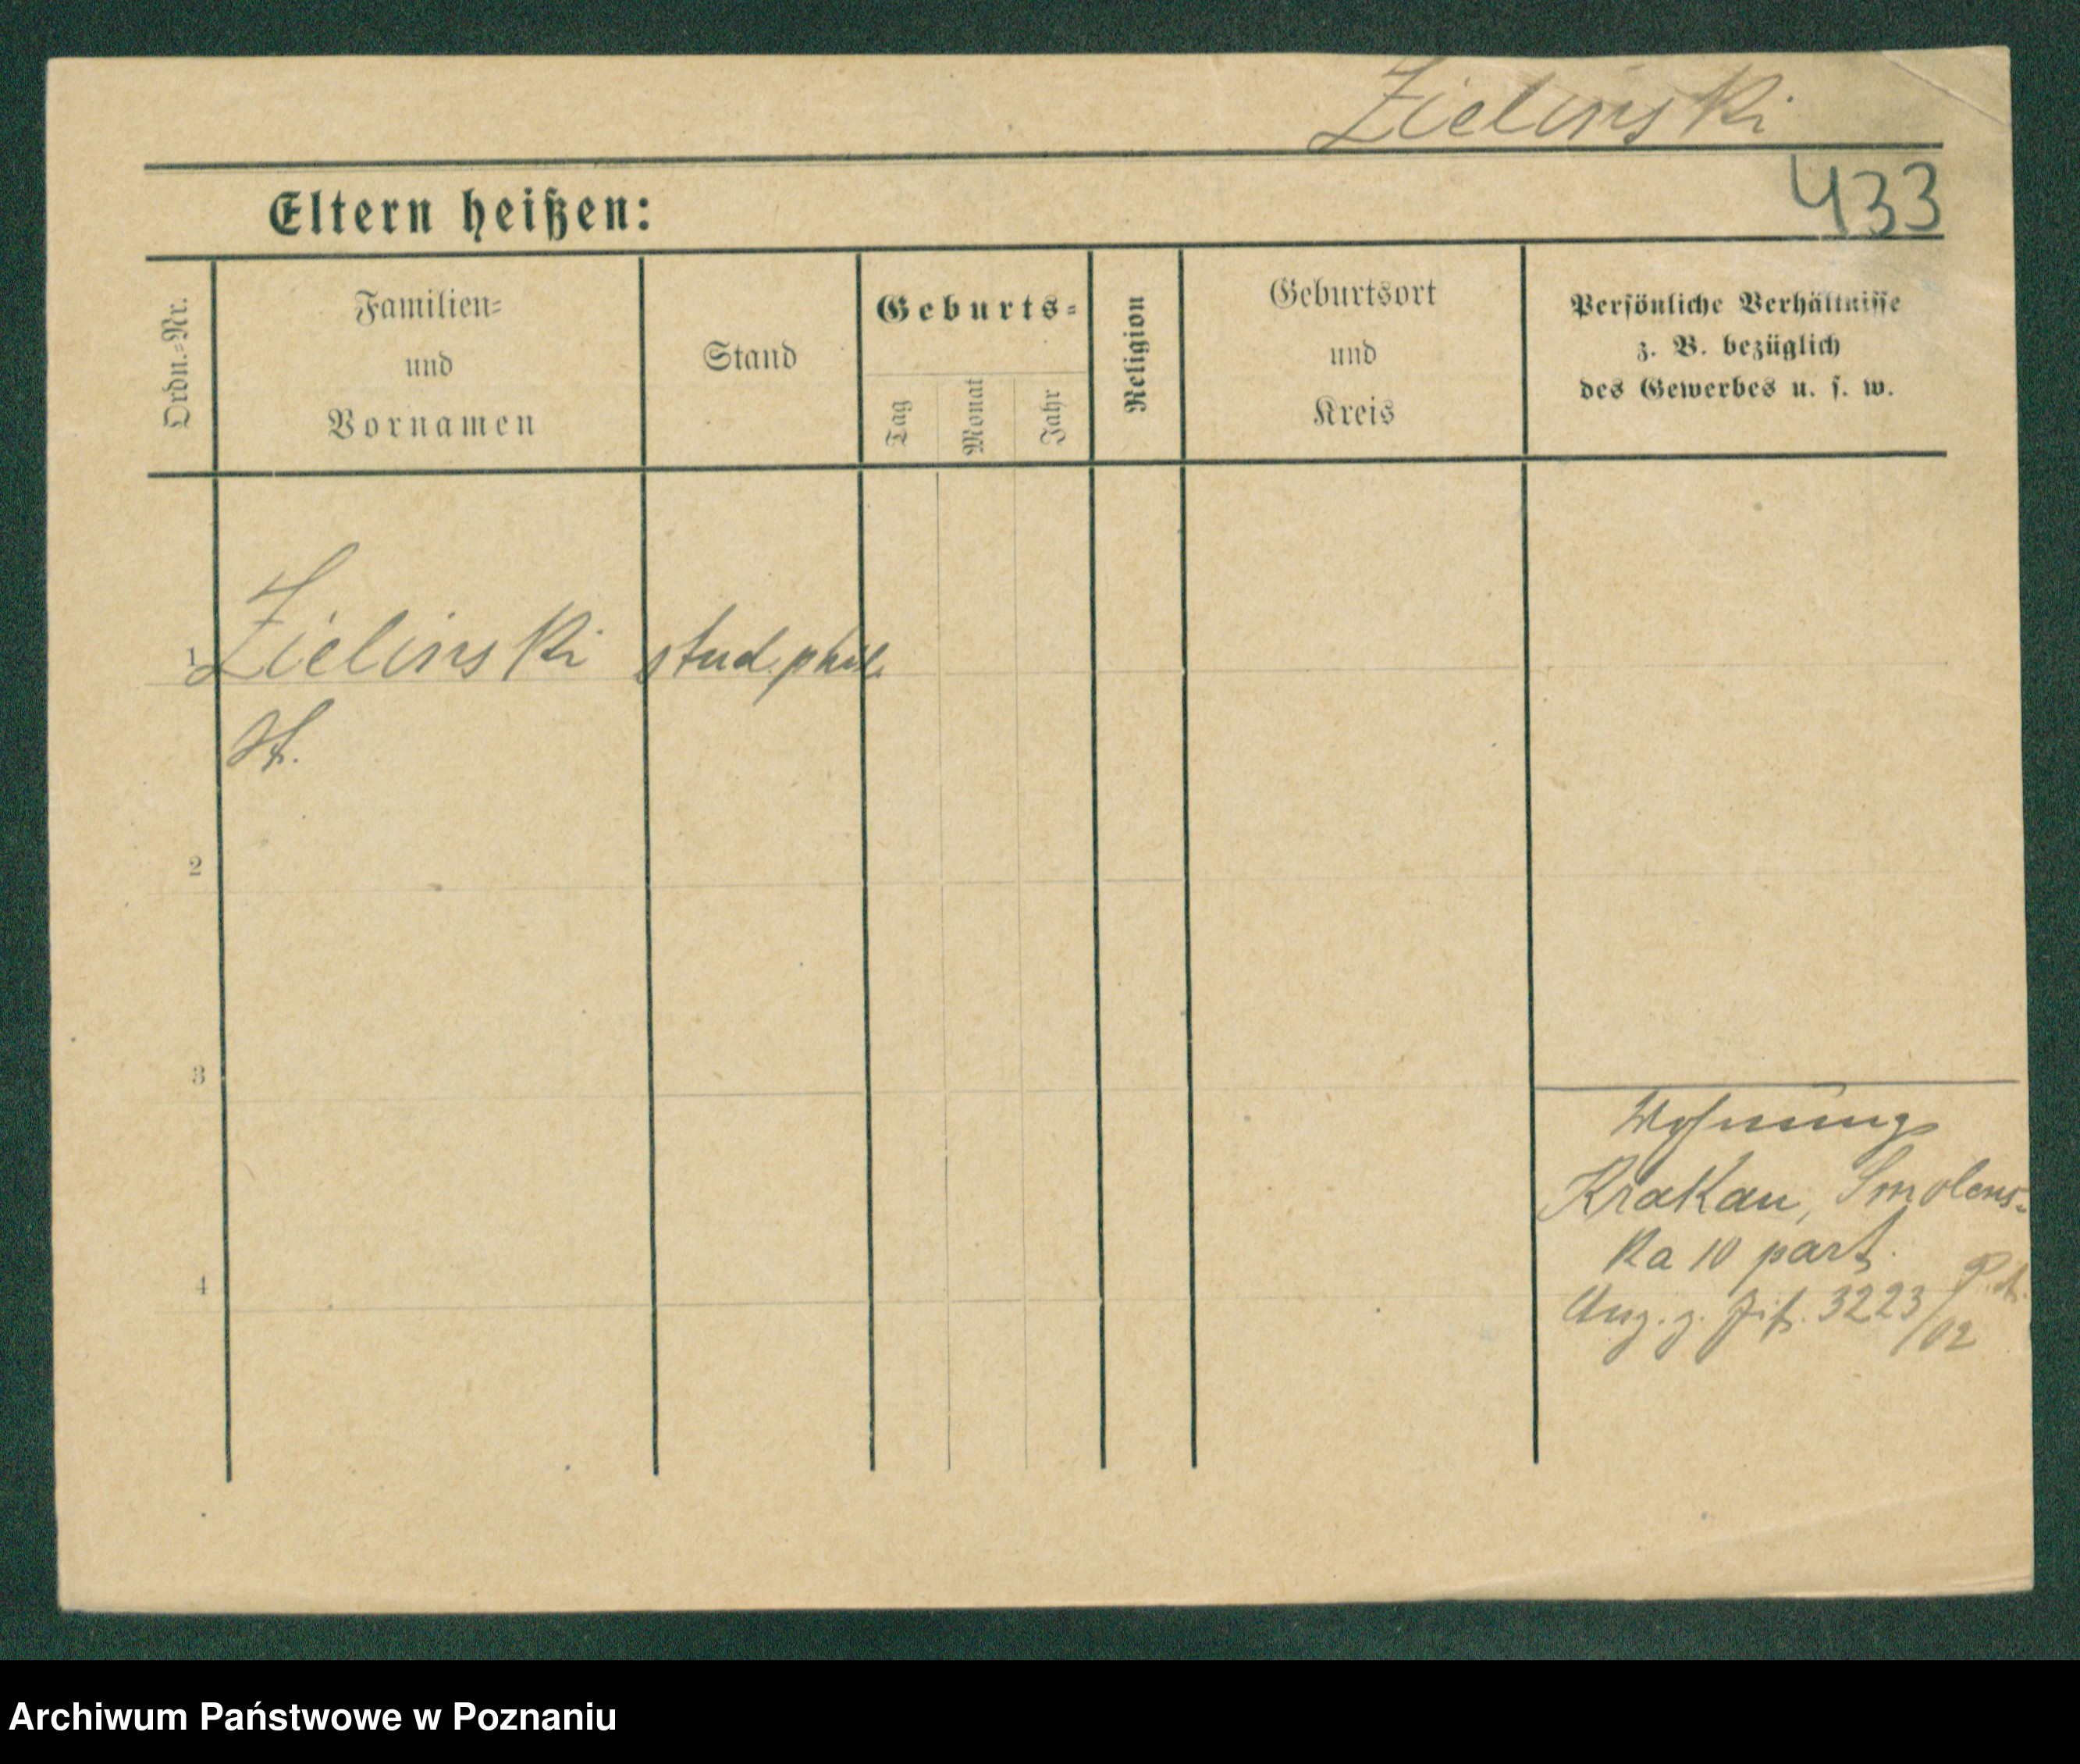 Zielinski
433
Eltern heißen:
Ordn.-Nr.
Familien-
und
Vornamen
Stand
Geburts-
Tag
Monat
Jahr
Religion
Geburtsort
und
Kreis
Persönliche Verhältnisse
z. B. bezüglich
des Gewerbes u. s. w.
1
Zielinski
stud. phil.
St.
2
3
Wohnung
Krakau, Smolens-
ka 10 part.
4
3223/02
Archiwum Państwowe w Poznaniu